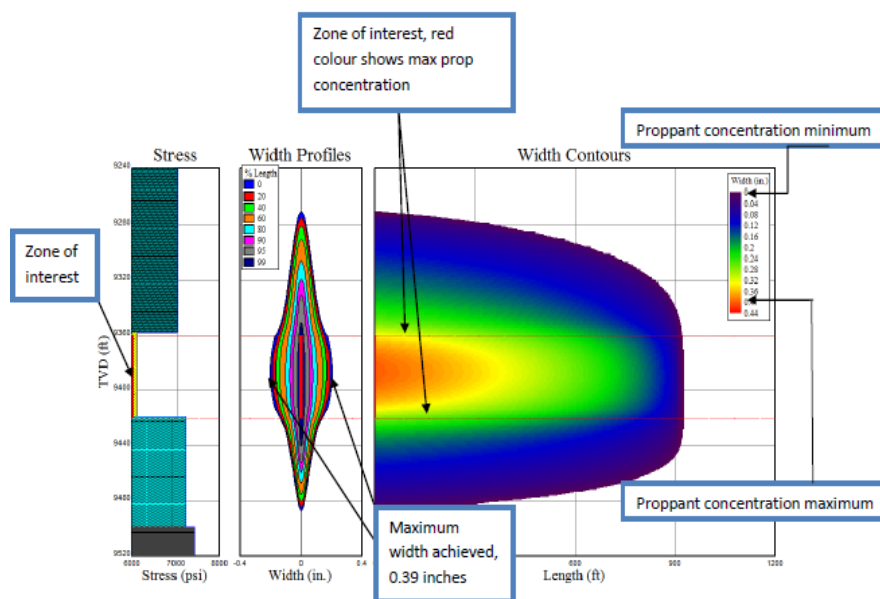 Zone of interest, red
colour shows max prop
concentration
Proppant concentration minimum
Stress
Width Profiles
Width Contours
Zone of
interest
TVD (ft)
9240
9280
9320
9360
9400
9440
9480
9520
% Length
0
20
40
60
80
90
95
99
Width (in.)
0
0.04
0.08
0.12
0.16
0.2
0.24
0.28
0.32
0.36
0.4
0.44
6000
7000
8000
Stress (psi)
-0.4
0
0.4
Width (in.)
600
900
1200
Length (ft)
Maximum
width achieved,
0.39 inches
Proppant concentration maximum